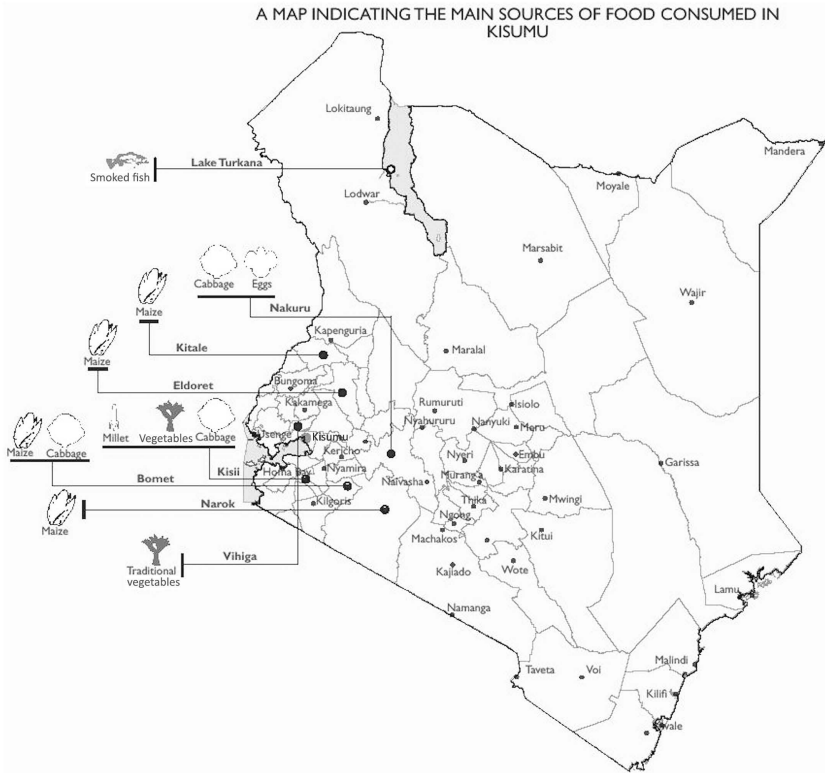 A MAP INDICATING THE MAIN SOURCES OF FOOD CONSUMED IN
KISUMU
Lokitaung
Mandera
Lake Turkana
Smoked fish
Moyale
Lodwar
Marsabit
Cabbage Eggs
Wajir
Maize
Nakuru
Kapenguria
Kitale
Maralal
Maize
Eldoret
Bungoma
Kakamega
Rumuruti
Isiolo
Nyahururu
Nanyuki
Meru
Millet Vegetables Cabbage
Kisumu
Maize Cabbage
Kericho
Nyeri
Embu
Garissa
Kisii
Homa Bay
Nyamira
Karatina
Bomet
Naivasha
Muranga
Narok
Kilgoris
Thika
Mwingi
Maize
Ngong
Machakos
Kitui
Vihiga
Traditional
vegetables
Kajiado
Wote
Lamu
Namanga
Taveta
Voi
Malindi
Kilifi